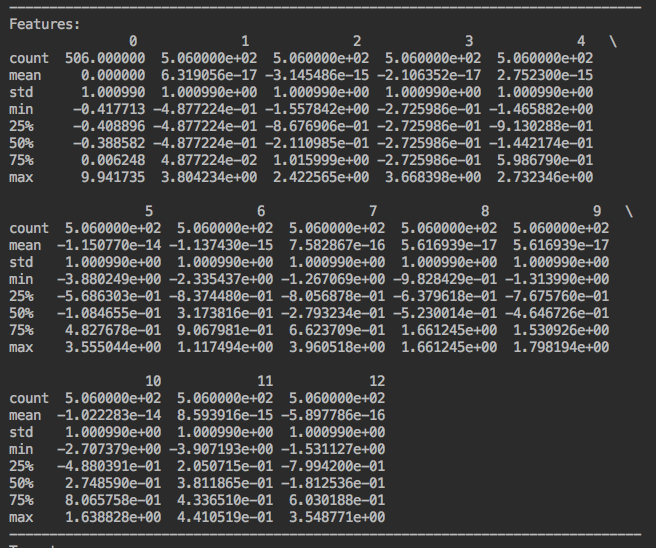 Features:
0 1 2 3 4 \
count 506.000000 5.060000e+02 5.060000e+02 5.060000e+02 5.060000e+02
mean 0.000000 6.319056e-17 -3.145486e-15 -2.106352e-17 2.752300e-15
std 1.000990 1.000990e+00 1.000990e+00 1.000990e+00 1.000990e+00
min -0.417713 -4.877224e-01 -1.557842e+00 -2.725986e-01 -1.465882e+00
25% -0.408896 -4.877224e-01 -8.676906e-01 -2.725986e-01 -9.130288e-01
50% -0.388582 -4.877224e-01 -2.110985e-01 -2.725986e-01 -1.442174e-01
75% 0.006248 4.877224e-02 1.015999e+00 -2.725986e-01 5.986790e-01
max 9.941735 3.804234e+00 2.422565e+00 3.668398e+00 2.732346e+00
5 6 7 8 9 \
count 5.060000e+02 5.060000e+02 5.060000e+02 5.060000e+02 5.060000e+02
mean -1.150770e-14 -1.137430e-15 7.582867e-16 5.616939e-17 5.616939e-17
std 1.000990e+00 1.000990e+00 1.000990e+00 1.000990e+00 1.000990e+00
min -3.880249e+00 -2.335437e+00 -1.267069e+00 -9.828429e-01 -1.313990e+00
25% -5.686303e-01 -8.374480e-01 -8.056878e-01 -6.379618e-01 -7.675760e-01
50% -1.084655e-01 3.173816e-01 -2.793234e-01 -5.230014e-01 -4.646726e-01
75% 4.827678e-01 9.067981e-01 6.623709e-01 1.661245e+00 1.530926e+00
max 3.555044e+00 1.117494e+00 3.960518e+00 1.661245e+00 1.798194e+00
10 11 12
count 5.060000e+02 5.060000e+02 5.060000e+02
mean -1.022283e-14 8.593916e-15 -5.897786e-16
std 1.000990e+00 1.000990e+00 1.000990e+00
min -2.707379e+00 -3.907193e+00 -1.531127e+00
25% -4.880391e-01 2.050715e-01 -7.994200e-01
50% 2.748590e-01 3.811865e-01 -1.812536e-01
75% 8.065758e-01 4.336510e-01 6.030188e-01
max 1.638828e+00 4.410519e-01 3.548771e+00